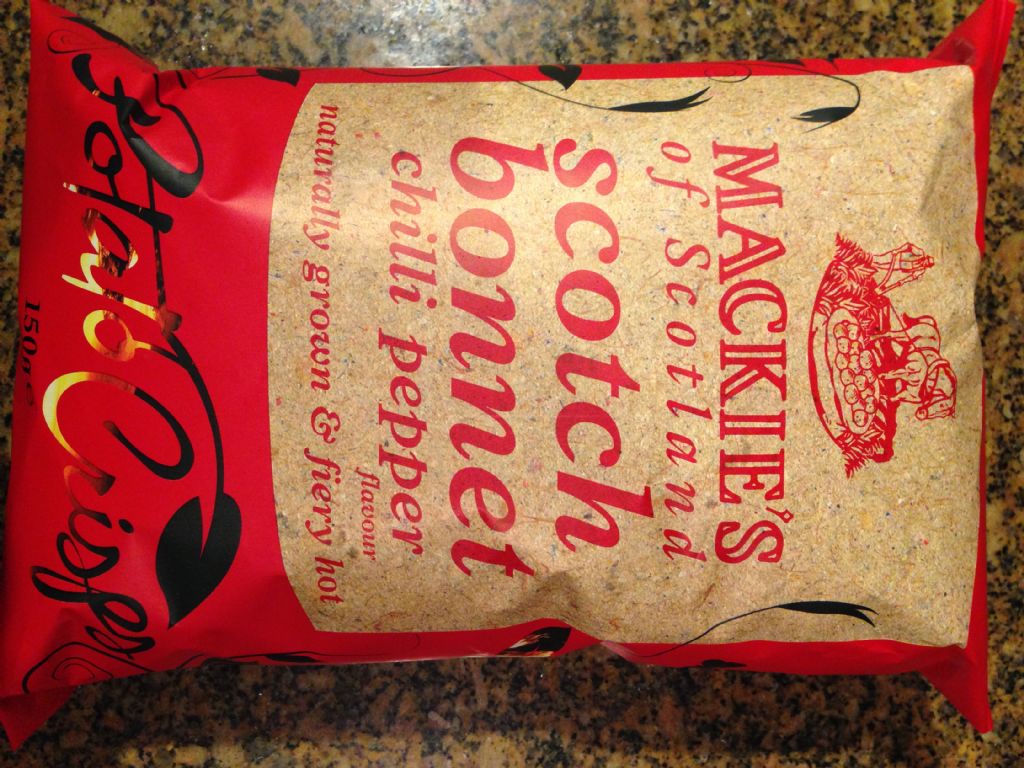 MACKIE'S
of Scotland
scotch
bonnet
chilli pepper
flavour
naturally grown & fiery hot
Potato Crisps
150g e